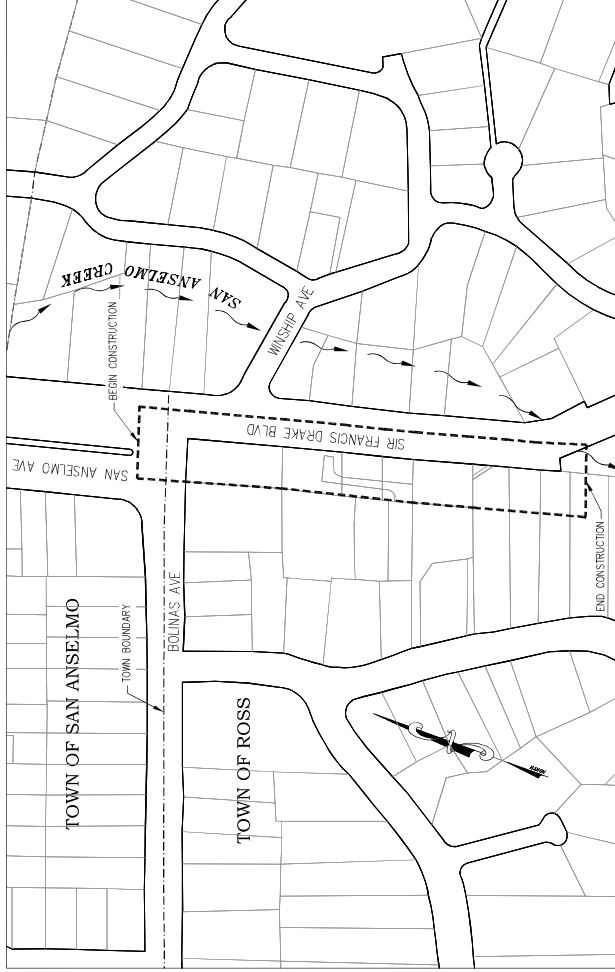 SAN ANSELMO CREEK
BEGIN CONSTRUCTION
WINSHIP AVE
SIR FRANCIS DRAKE BLVD
SAN ANSELMO AVE
END CONSTRUCTION
BOLINAS AVE
TOWN BOUNDARY
TOWN OF SAN ANSELMO
TOWN OF ROSS